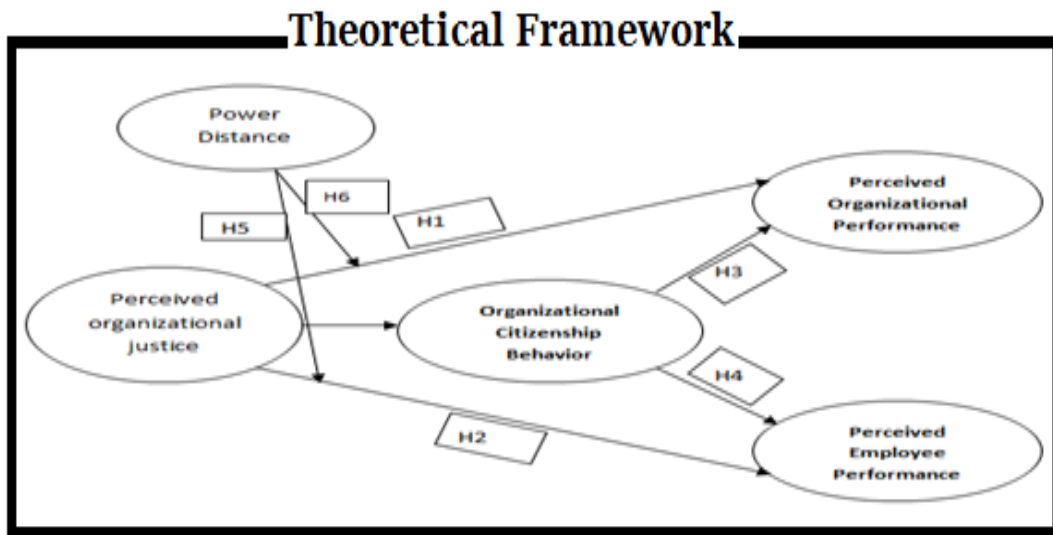 Theoretical Framework
Power
Distance
H6
H5
H1
Perceived
Organizational
Performance
H3
Perceived
organizational
justice
Organizational
Citizenship
Behavior
H4
H2
Perceived
Employee
Performance